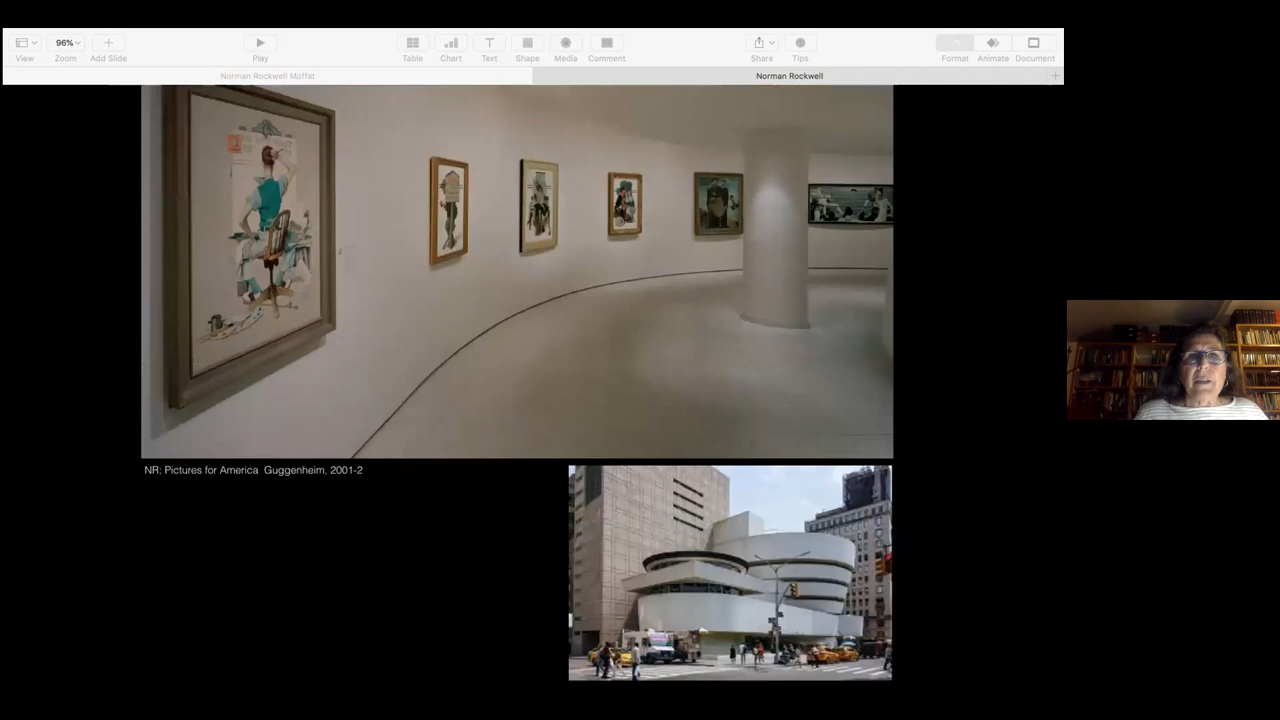 96%
View
Zoom
Add Slide
Play
Table
Chart
Text
Shape
Media
Comment
Share
Tips
Format
Animate
Document
Norman Rockwell Moffat
Norman Rockwell
NR; Pictures for America Guggenheim, 2001-2